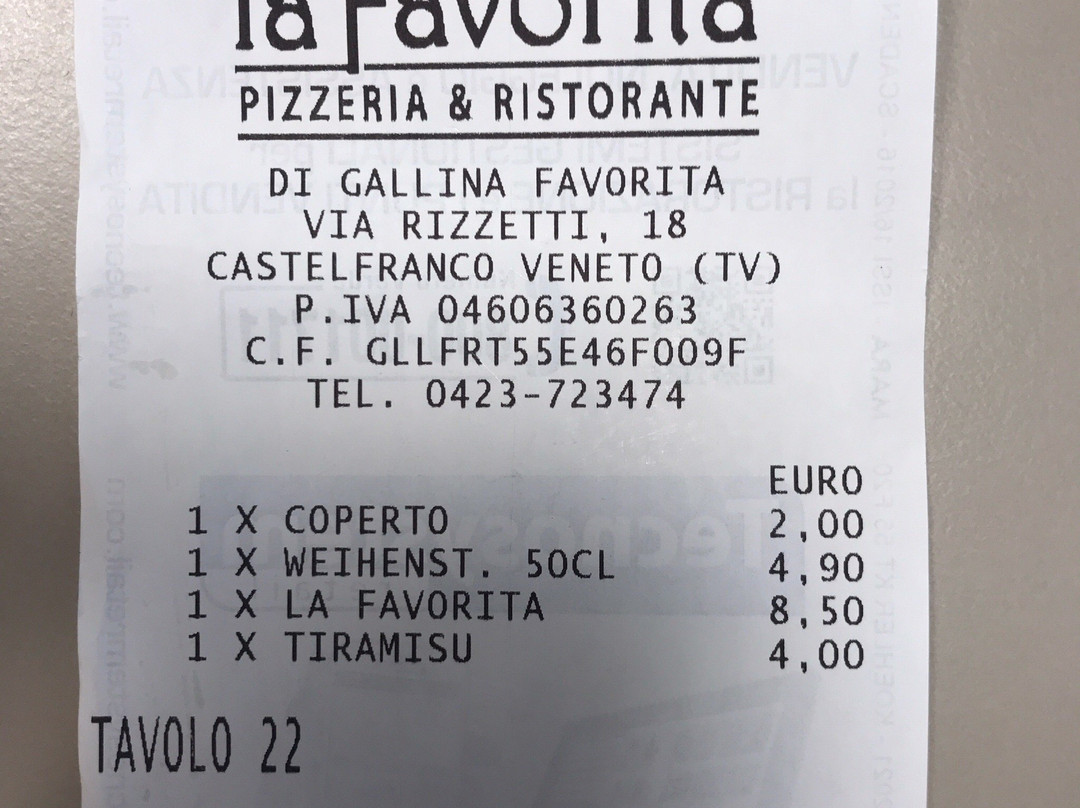 la Favorita
PIZZERIA & RISTORANTE
DI GALLINA FAVORITA
VIA RIZZETTI, 18
CASTELFRANCO VENETO (TV)
P.IVA 04606360263
C.F. GLLFRT55E46F009F
TEL. 0423-723474
EURO
1 X COPERTO 2,00
1 X WEIHENST. 50CL 4,90
1 X LA FAVORITA 8,50
1 X TIRAMISU 4,00
TAVOLO 22